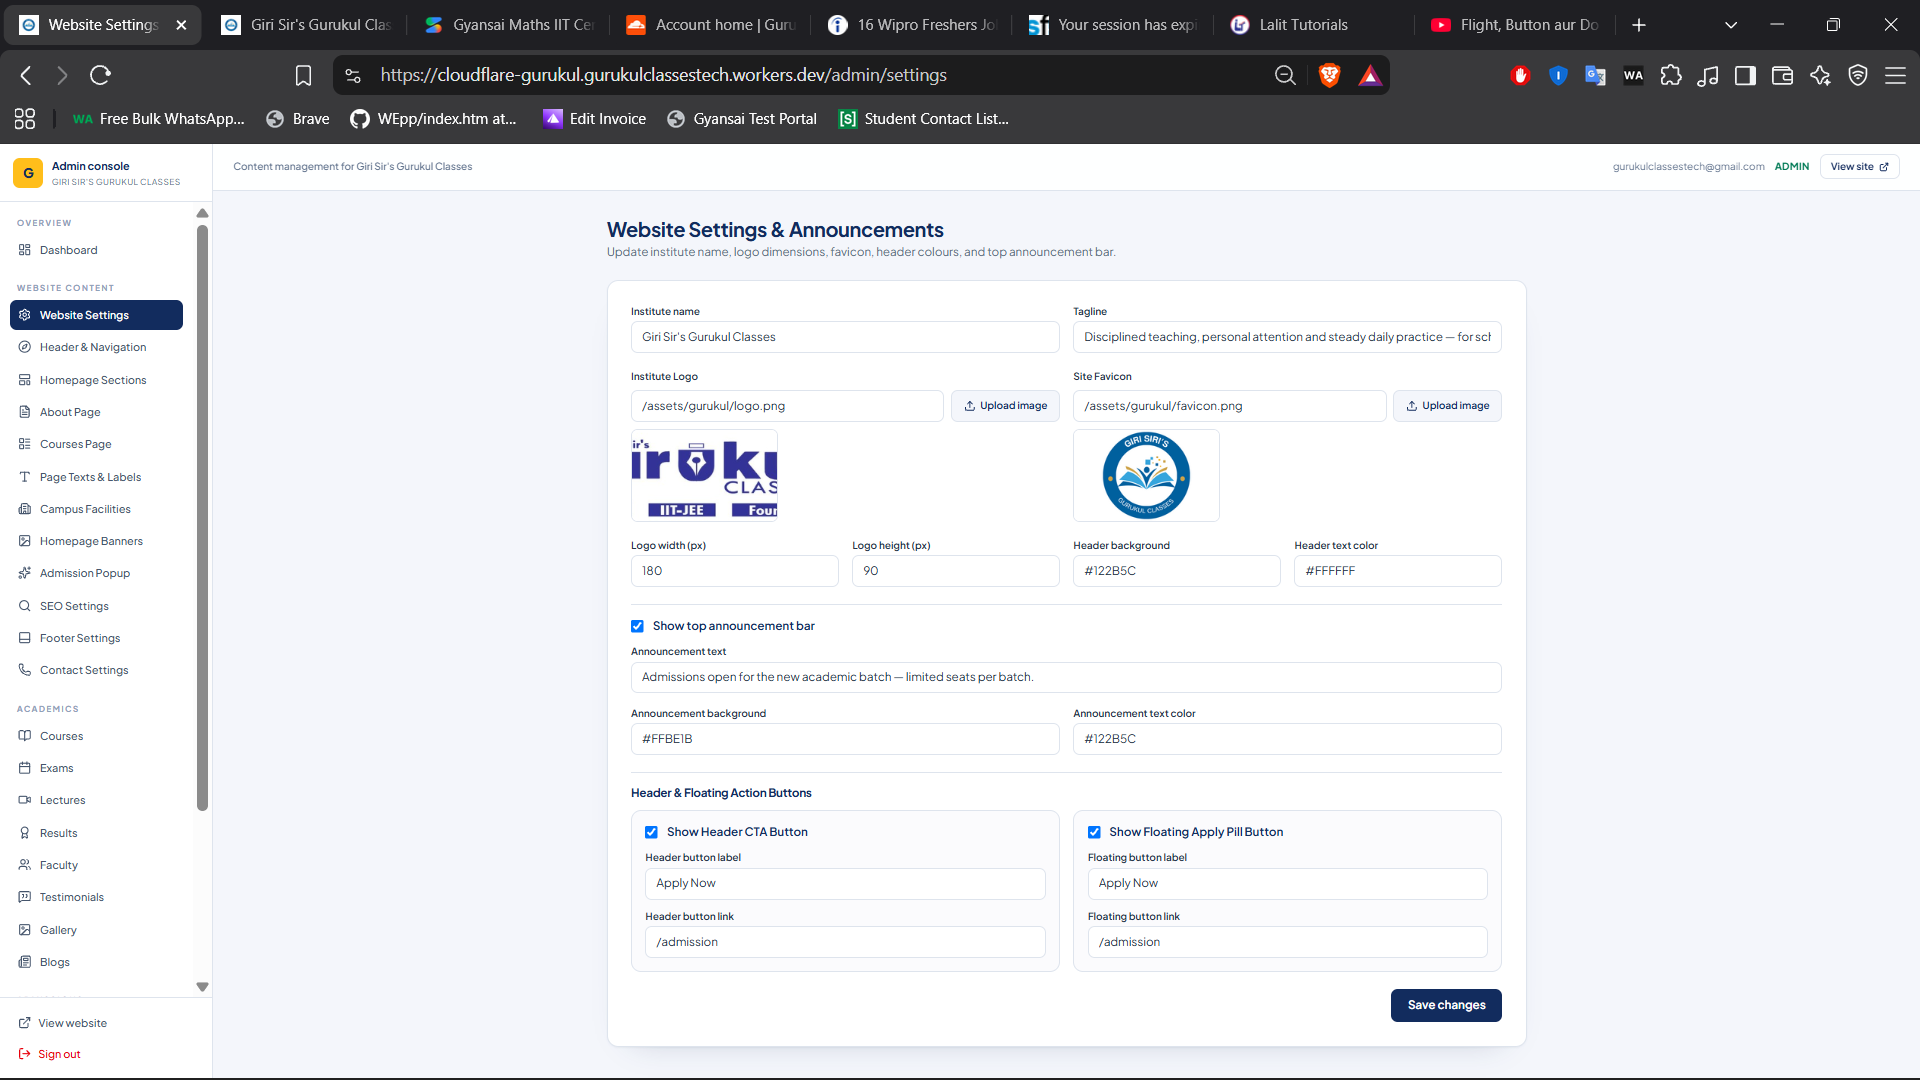 Website Settings
Giri Sir's Gurukul Clas
Gyansai Maths IIT Ce
Account home | Guru
16 Wipro Freshers Jo
Your session has expi
Lalit Tutorials
Flight, Button aur Do
https://cloudflare-gurukul.gurukulclassestech.workers.dev/admin/settings
WA Free Bulk WhatsApp...
Brave
WEpp/index.htm at...
Edit Invoice
Gyansai Test Portal
[S] Student Contact List...
WA
G
Admin console
GIRI SIR'S GURUKUL CLASSES
Content management for Giri Sir's Gurukul Classes
gurukulclassestech@gmail.com ADMIN View site
OVERVIEW
Dashboard
WEBSITE CONTENT
Website Settings
Header & Navigation
Homepage Sections
About Page
Courses Page
Page Texts & Labels
Campus Facilities
Homepage Banners
Admission Popup
SEO Settings
Footer Settings
Contact Settings
ACADEMICS
Courses
Exams
Lectures
Results
Faculty
Testimonials
Gallery
Blogs
View website
Sign out
Website Settings & Announcements
Update institute name, logo dimensions, favicon, header colours, and top announcement bar.
Institute name
Giri Sir's Gurukul Classes
Tagline
Disciplined teaching, personal attention and steady daily practice — for sch
Institute Logo
/assets/gurukul/logo.png
Upload image
Site Favicon
/assets/gurukul/favicon.png
Upload image
ir's
iruku
CLAS
IIT-JEE Four
GIRI SIRI'S
GURUKUL CLASSES
Logo width (px)
180
Logo height (px)
90
Header background
#122B5C
Header text color
#FFFFFF
Show top announcement bar
Announcement text
Admissions open for the new academic batch — limited seats per batch.
Announcement background
#FFBE1B
Announcement text color
#122B5C
Header & Floating Action Buttons
Show Header CTA Button
Header button label
Apply Now
Header button link
/admission
Show Floating Apply Pill Button
Floating button label
Apply Now
Floating button link
/admission
Save changes